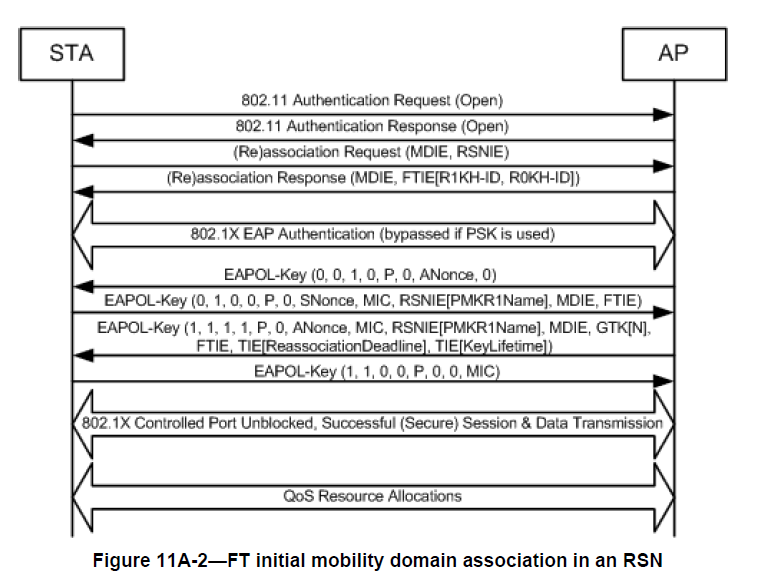 STA
AP
802.11 Authentication Request (Open)
802.11 Authentication Response (Open)
(Re)association Request (MDIE, RSNIE)
(Re)association Response (MDIE, FTIE[R1KH-ID, R0KH-ID])
802.1X EAP Authentication (bypassed if PSK is used)
EAPOL-Key (0, 0, 1, 0, P, 0, ANonce, 0)
EAPOL-Key (0, 1, 0, 0, P, 0, SNonce, MIC, RSNIE[PMKR1Name], MDIE, FTIE)
EAPOL-Key (1, 1, 1, 1, P, 0, ANonce, MIC, RSNIE[PMKR1Name], MDIE, GTK[N],
FTIE, TIE[ReassociationDeadline], TIE[KeyLifetime])
EAPOL-Key (1, 1, 0, 0, P, 0, 0, MIC)
802.1X Controlled Port Unblocked, Successful (Secure) Session & Data Transmission
QoS Resource Allocations
Figure 11A-2—FT initial mobility domain association in an RSN